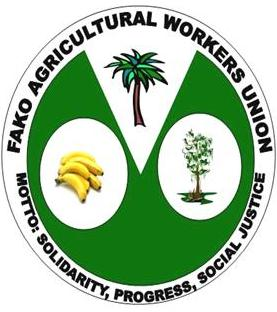 FAKO AGRICULTURAL WORKERS UNION
MOTTO: SOLIDARITY, PROGRESS, SOCIAL JUSTICE